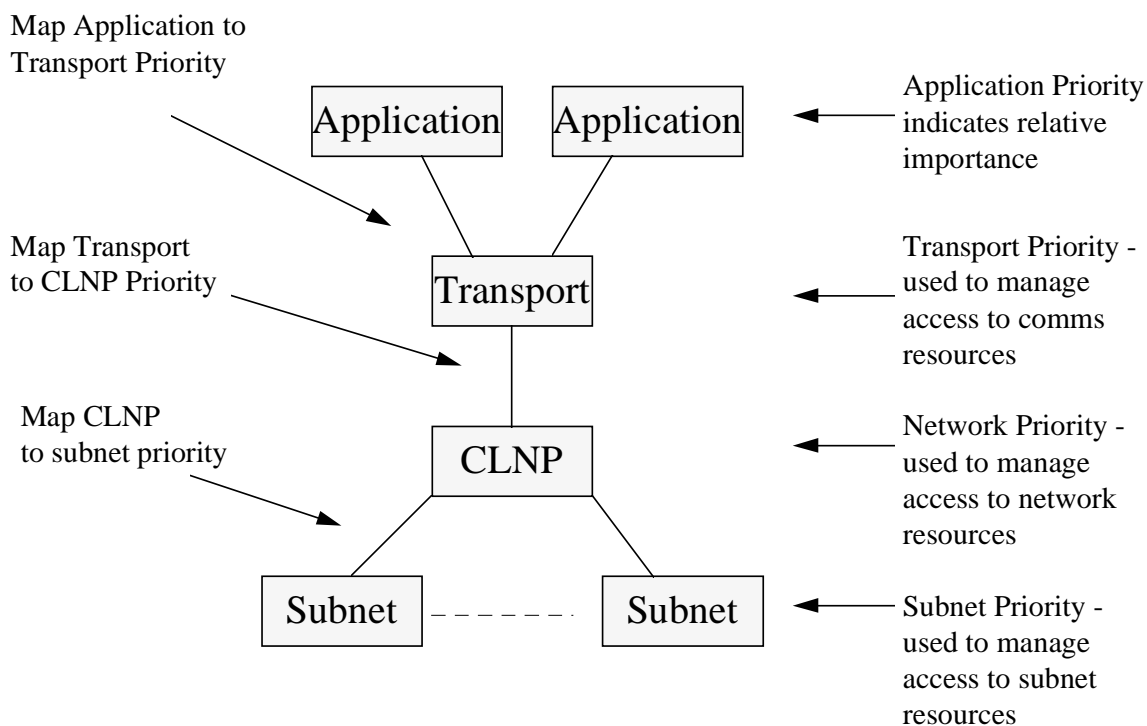 Map Application to
Transport Priority
Application
Application
Application Priority
indicates relative
importance
Map Transport
to CLNP Priority
Transport
Transport Priority -
used to manage
access to comms
resources
Map CLNP
to subnet priority
CLNP
Network Priority -
used to manage
access to network
resources
Subnet
Subnet
Subnet Priority -
used to manage
access to subnet
resources